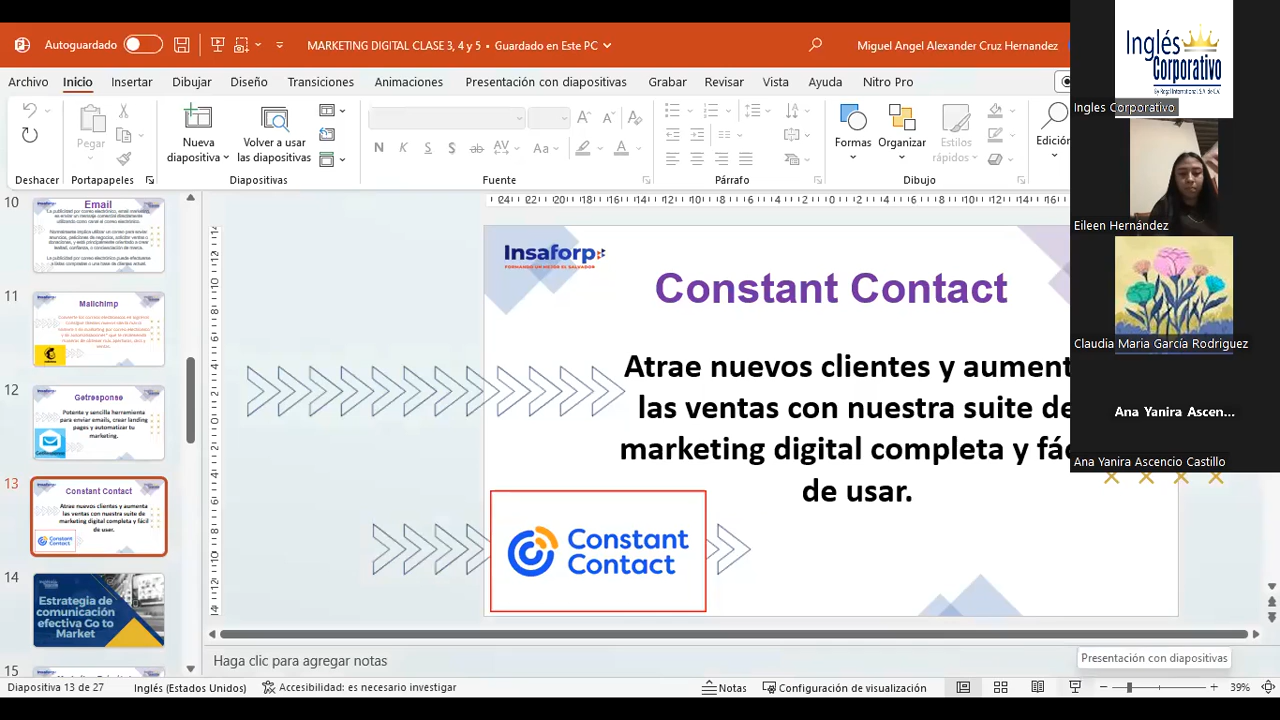 Autoguardado
MARKETING DIGITAL CLASE 3, 4 y 5 • Guardado en Este PC
Miguel Angel Alexander Cruz Hernandez
Archivo Inicio Insertar Dibujar Diseño Transiciones Animaciones Presentación con diapositivas Grabar Revisar Vista Ayuda Nitro Pro
Pegar
Nueva diapositiva
Volver a usar las diapositivas
Formas
Organizar
Estilos rápidos
Edición
Deshacer Portapapeles Diapositivas Fuente Párrafo Dibujo
Inglés
Corporativo
Ingles Corporativo
Eileen Hernández
Claudia Maria García Rodriguez
Ana Yanira Ascen...
Ana Yanira Ascencio Castillo
10
Email
11
Mailchimp
12
Getresponse
Potente y sencilla herramienta
para enviar emails, crear landing
pages y automatizar tu
marketing.
13
Constant Contact
Atrae nuevos clientes y aumenta
las ventas con nuestra suite de
marketing digital completa y fácil
de usar.
Constant
Contact
14
Estrategia de
comunicación
efectiva Go to
Market
15
Insaforp
FORMANDO UN MEJOR EL SALVADOR
Constant Contact
Atrae nuevos clientes y aument
las ventas con nuestra suite de
marketing digital completa y fác
de usar.
Constant
Contact
Haga clic para agregar notas
Presentación con diapositivas
Diapositiva 13 de 27 Inglés (Estados Unidos) Accesibilidad: es necesario investigar Notas Configuración de visualización 39%